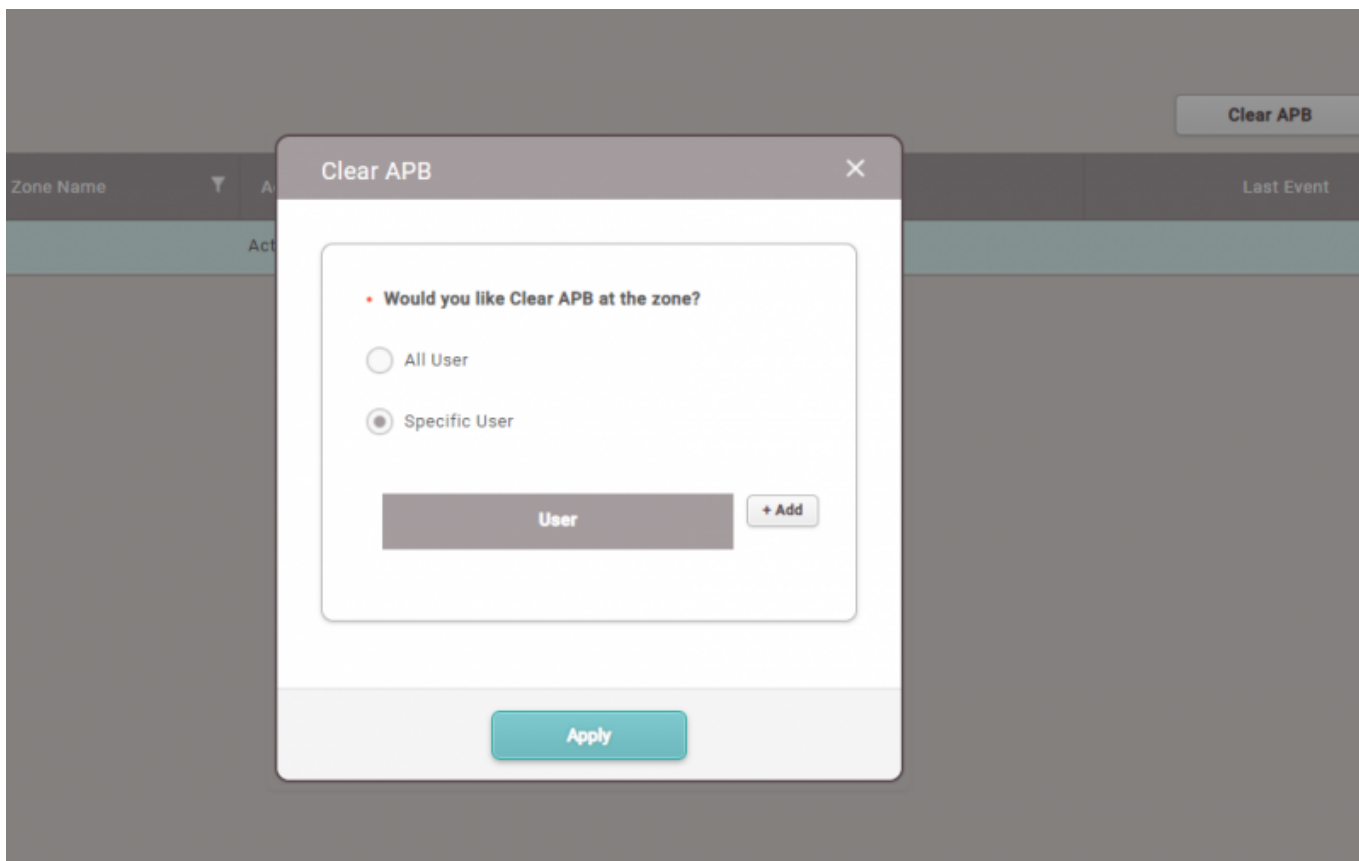 Clear APB
Zone Name
Last Event
Act
Clear APB
Would you like Clear APB at the zone?
All User
Specific User
User
+ Add
Apply